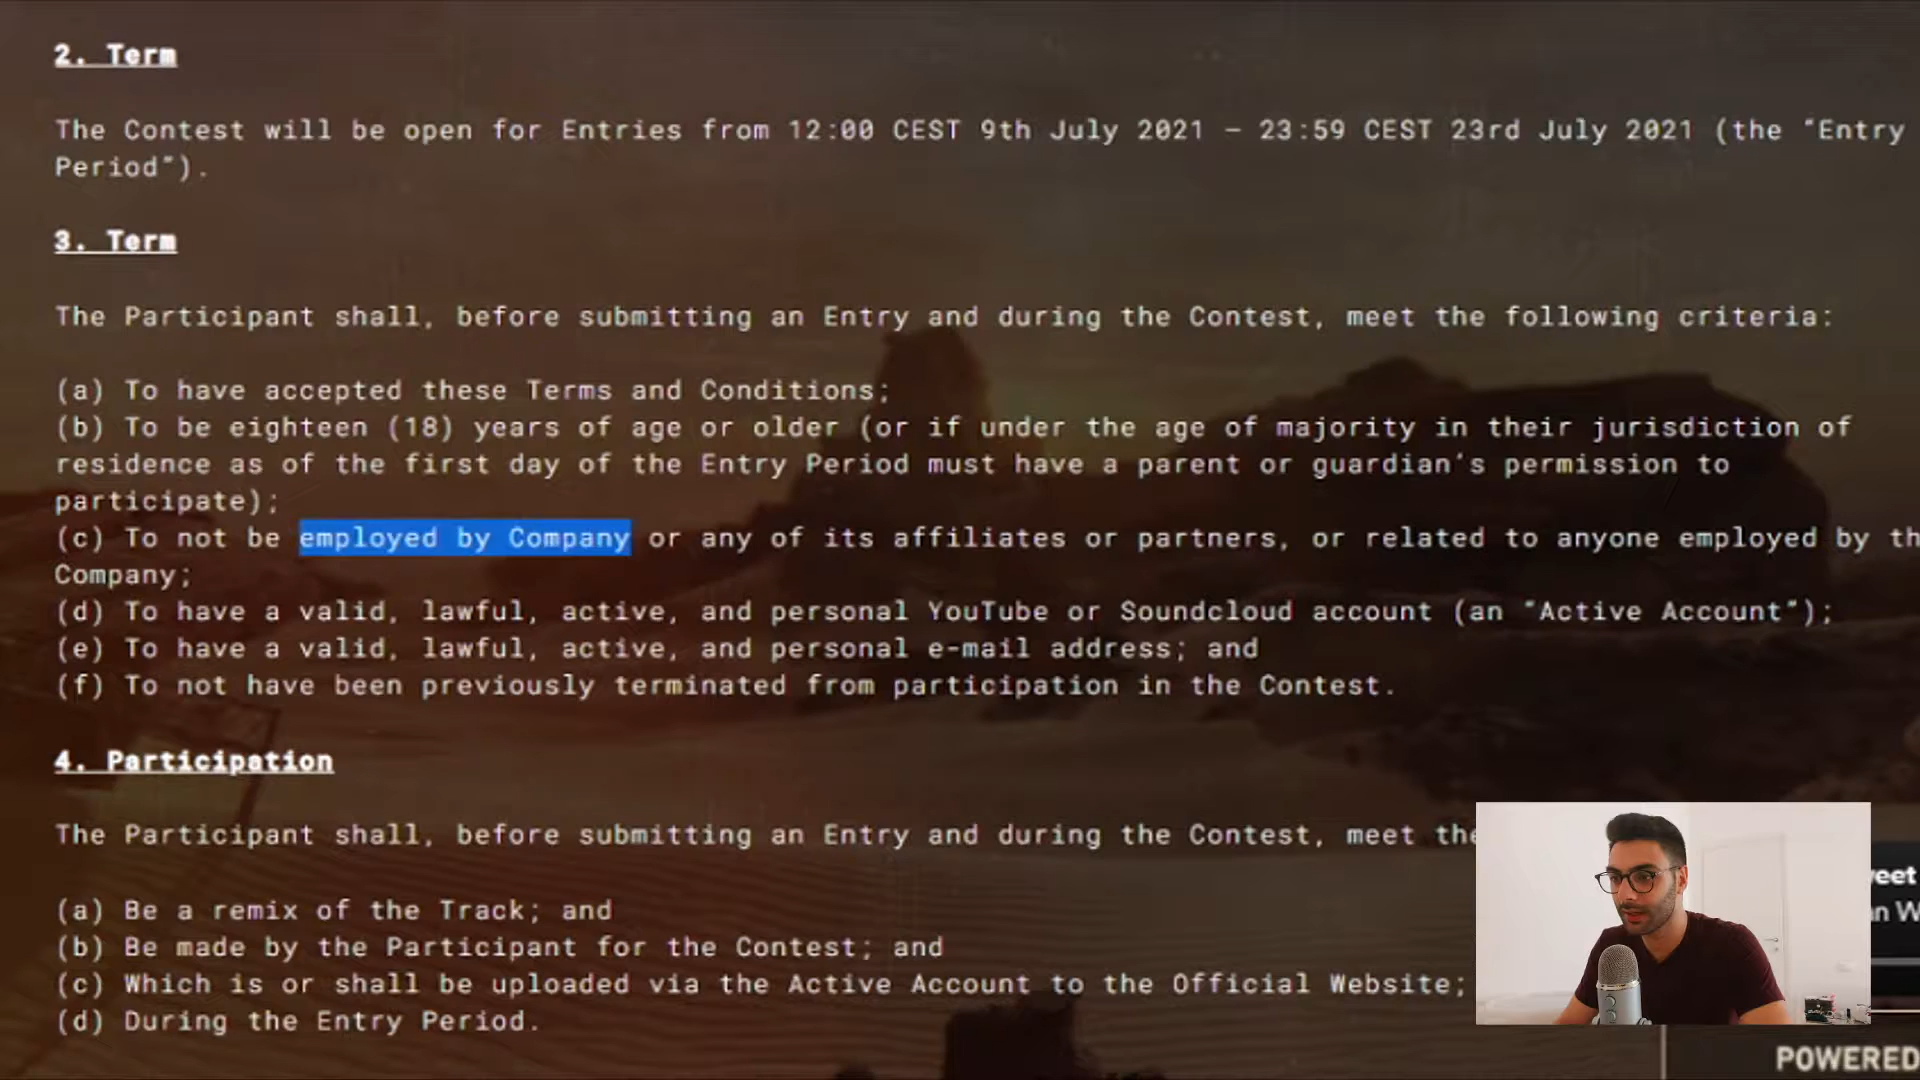 2. Term
The Contest will be open for Entries from 12:00 CEST 9th July 2021 – 23:59 CEST 23rd July 2021 (the "Entry
Period").
3. Term
The Participant shall, before submitting an Entry and during the Contest, meet the following criteria:
(a) To have accepted these Terms and Conditions;
(b) To be eighteen (18) years of age or older (or if under the age of majority in their jurisdiction of
residence as of the first day of the Entry Period must have a parent or guardian's permission to
participate);
(c) To not be employed by Company or any of its affiliates or partners, or related to anyone employed by th
Company;
(d) To have a valid, lawful, active, and personal YouTube or Soundcloud account (an "Active Account");
(e) To have a valid, lawful, active, and personal e-mail address; and
(f) To not have been previously terminated from participation in the Contest.
4. Participation
The Participant shall, before submitting an Entry and during the Contest, meet the
(a) Be a remix of the Track; and
(b) Be made by the Participant for the Contest; and
(c) Which is or shall be uploaded via the Active Account to the Official Website;
(d) During the Entry Period.
POWERED